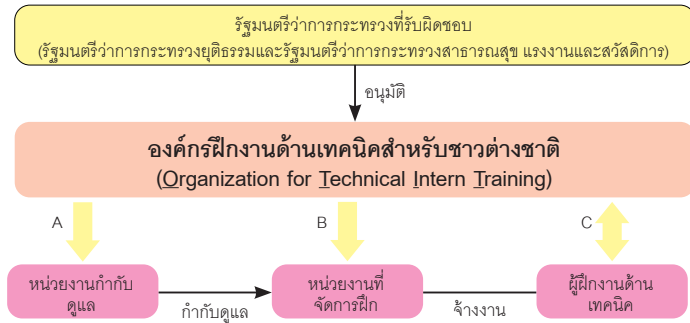 รัฐมนตรีว่าการกระทรวงที่รับผิดชอบ
(รัฐมนตรีว่าการกระทรวงยุติธรรมและรัฐมนตรีว่าการกระทรวงสาธารณสุข แรงงานและสวัสดิการ)
อนุมัติ
องค์กรฝึกงานด้านเทคนิคสำหรับชาวต่างชาติ
(Organization for Technical Intern Training)
A
B
C
หน่วยงานกำกับ
ดูแล
กำกับดูแล
หน่วยงานที่
จัดการฝึก
จ้างงาน
ผู้ฝึกงานด้าน
เทคนิค